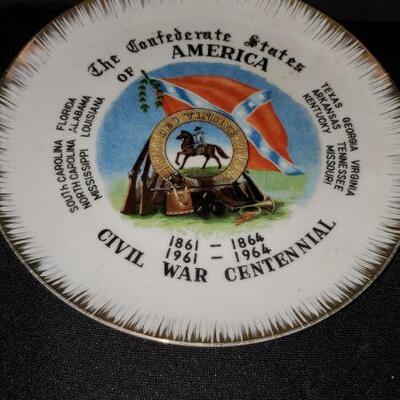 The Confederate States
OF AMERICA
SOUTH CAROLINA FLORIDA
NORTH CAROLINA ALABAMA
MISSISSIPPI LOUISIANA
TEXAS GEORGIA VIRGINIA
ARKANSAS TENNESSEE
KENTUCKY MISSOURI
DEO VINDICE
1861 — 1864
1961 — 1964
CIVIL WAR CENTENNIAL